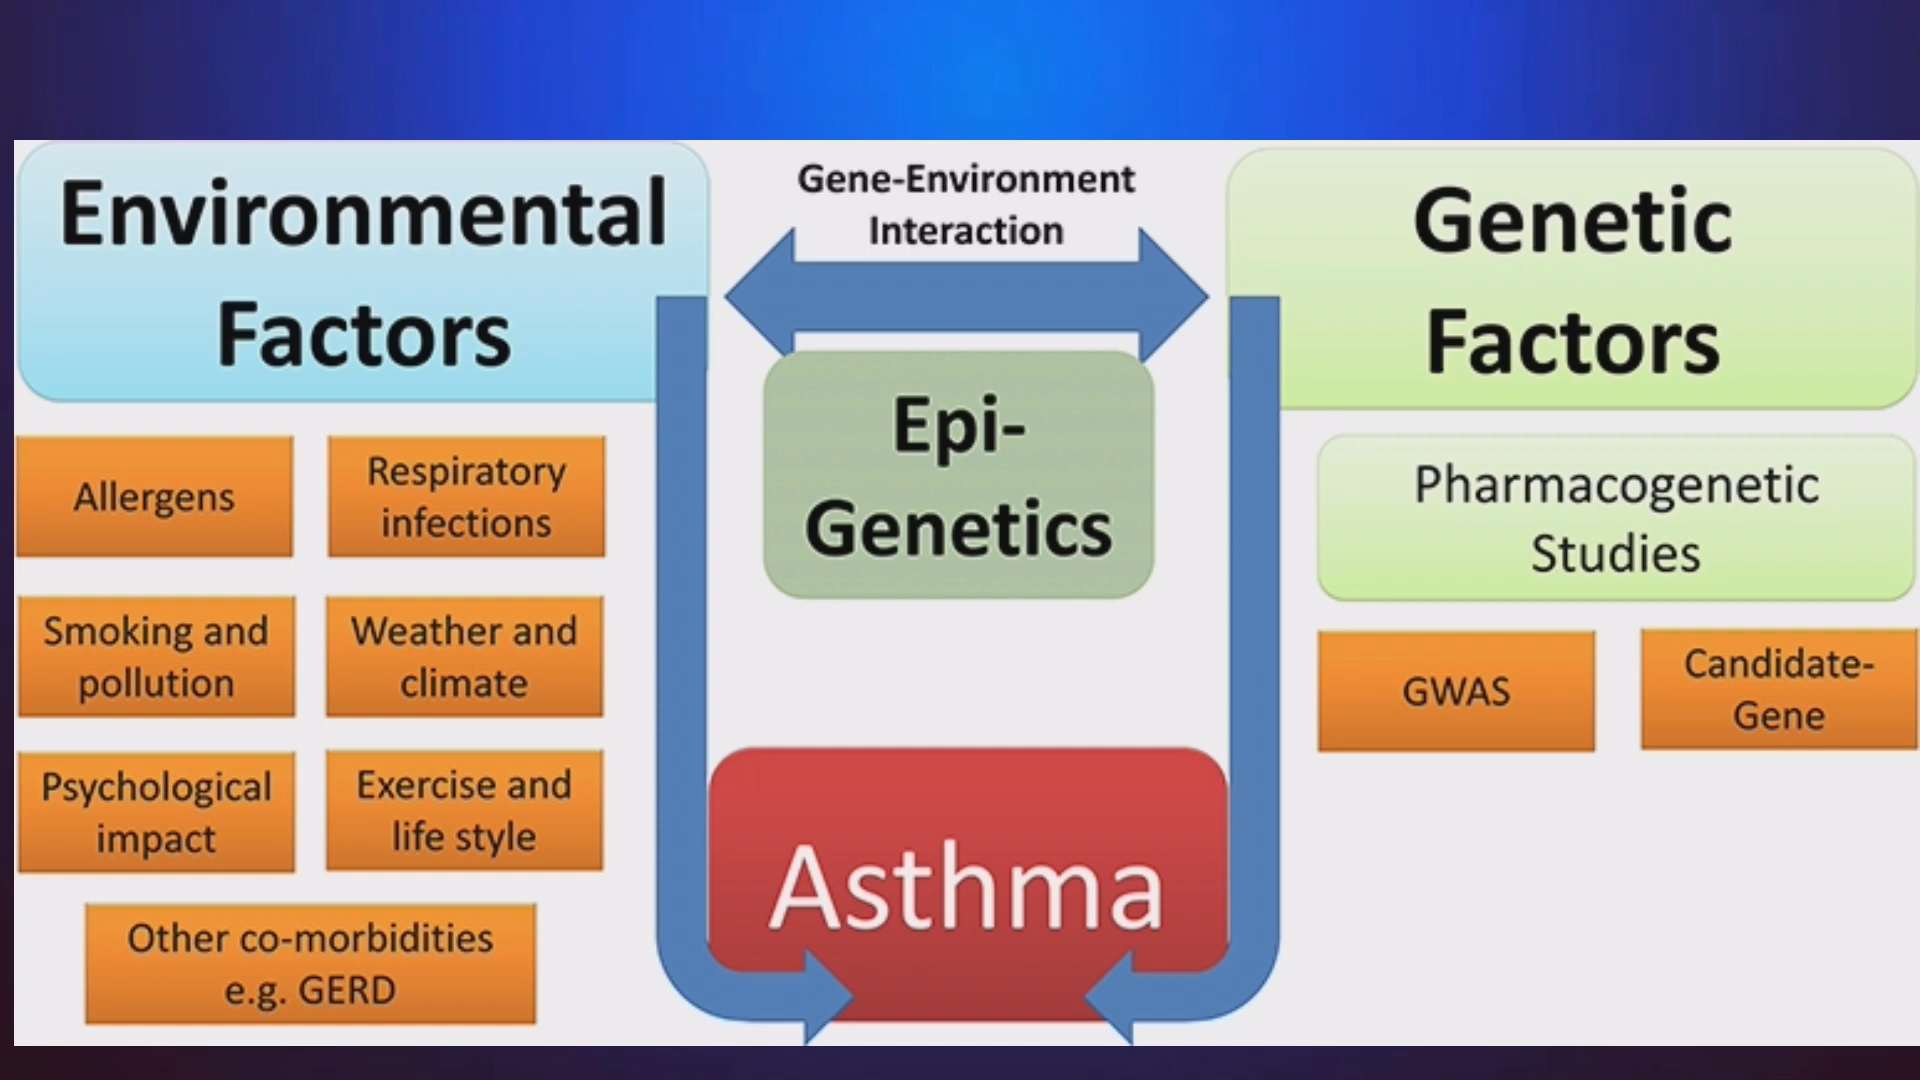 Environmental
Factors
Gene-Environment
Interaction
Genetic
Factors
Epi-
Genetics
Allergens
Respiratory
infections
Smoking and
pollution
Weather and
climate
Psychological
impact
Exercise and
life style
Other co-morbidities
e.g. GERD
Pharmacogenetic
Studies
GWAS
Candidate-
Gene
Asthma